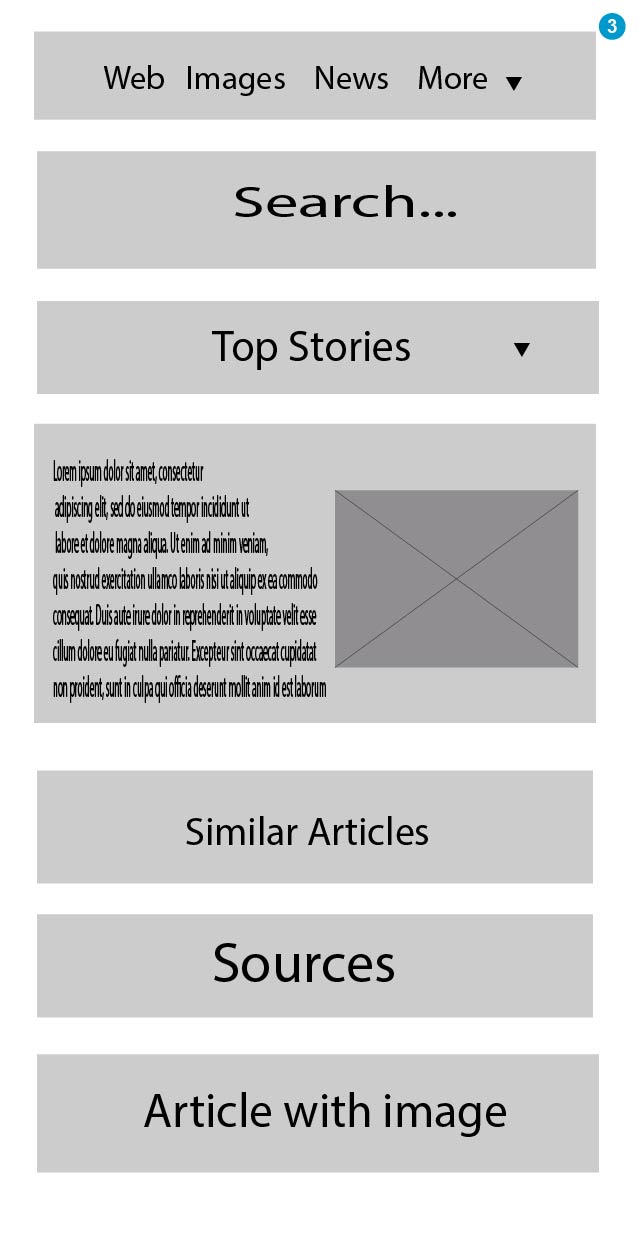 3
Web Images News More ▼
Search...
Top Stories ▼
Lorem ipsum dolor sit amet, consectetur
adipiscing elit, sed do eiusmod tempor incididunt ut
labore et dolore magna aliqua. Ut enim ad minim veniam,
quis nostrud exercitation ullamco laboris nisi ut aliquip ex ea commodo
consequat. Duis aute irure dolor in reprehenderit in voluptate velit esse
cillum dolore eu fugiat nulla pariatur. Excepteur sint occaecat cupidatat
non proident, sunt in culpa qui officia deserunt mollit anim id est laborum
Similar Articles
Sources
Article with image